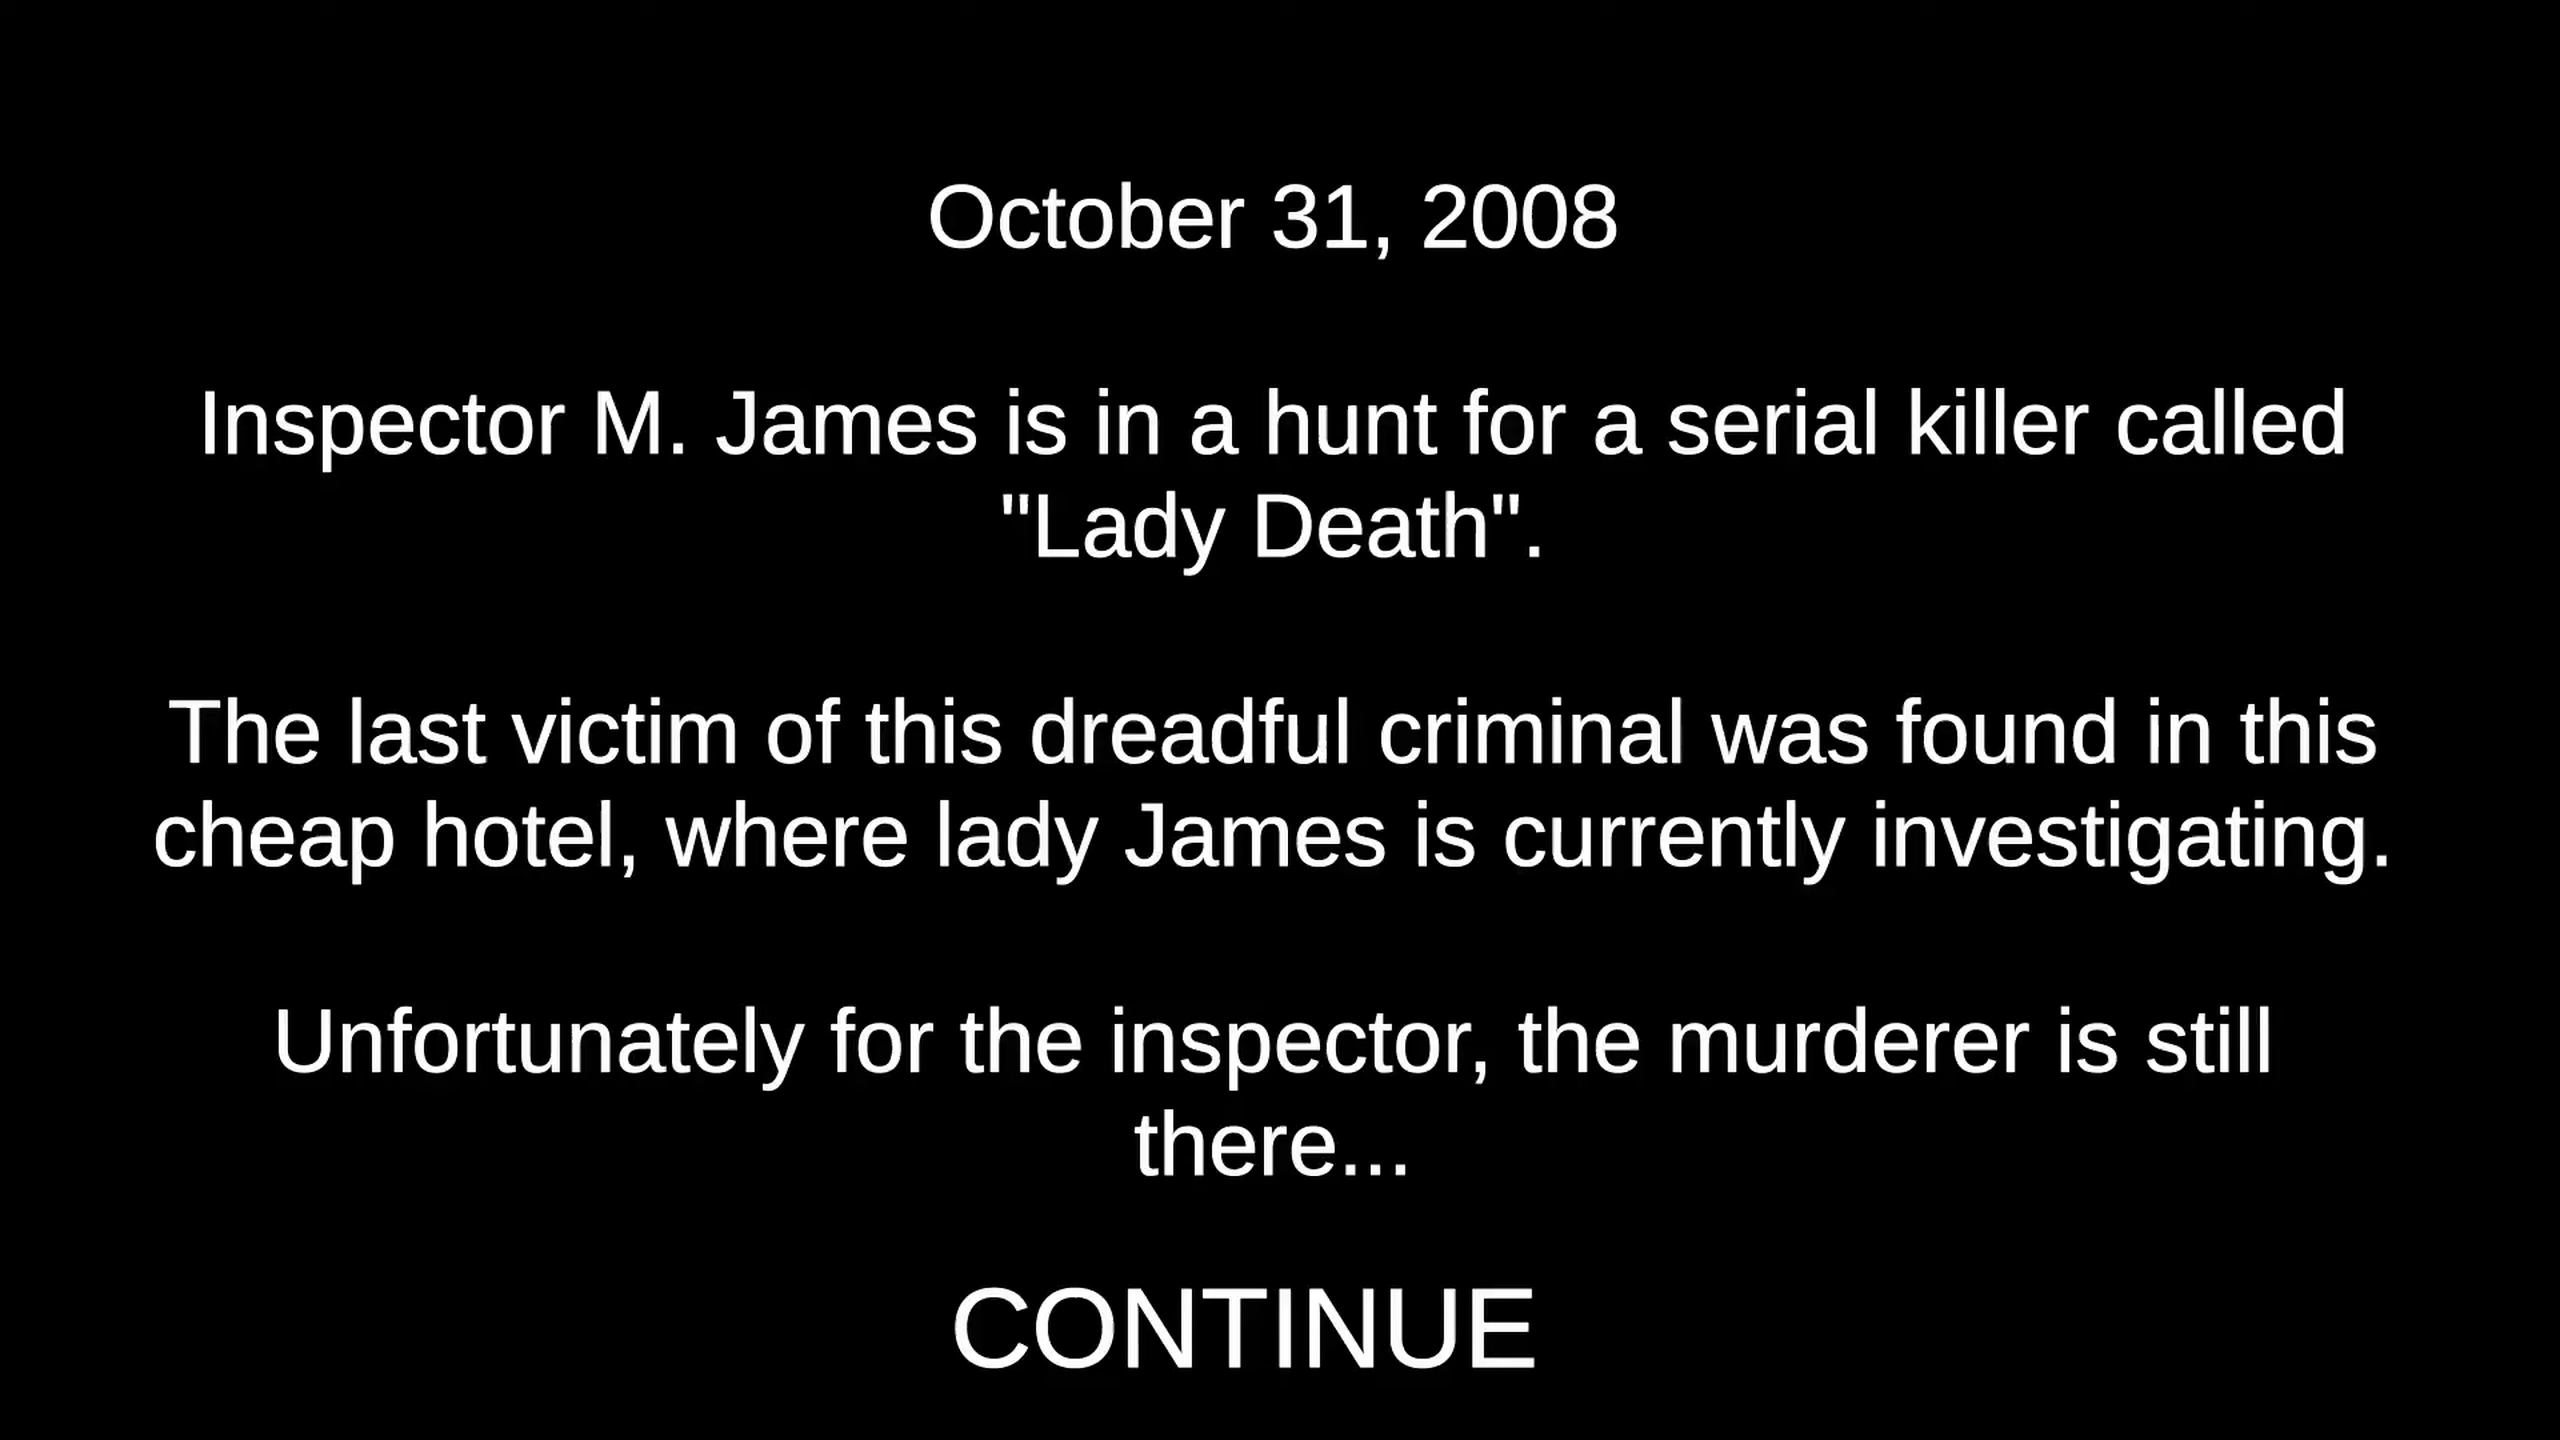 October 31, 2008
Inspector M. James is in a hunt for a serial killer called
"Lady Death".
The last victim of this dreadful criminal was found in this
cheap hotel, where lady James is currently investigating.
Unfortunately for the inspector, the murderer is still
there...
CONTINUE